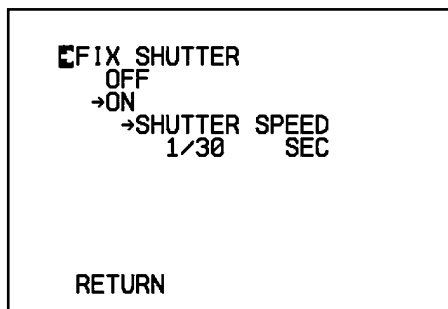 FIX SHUTTER
OFF
→ON
→SHUTTER SPEED
1/30 SEC
RETURN